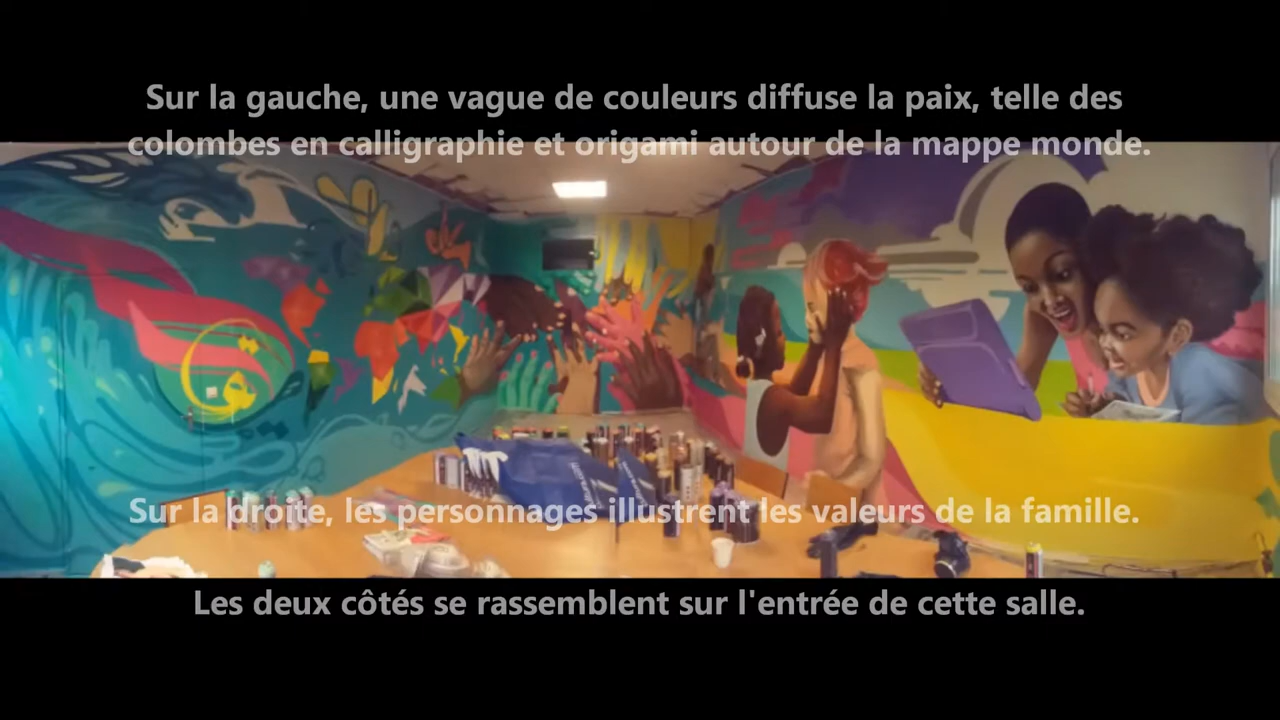 Sur la gauche, une vague de couleurs diffuse la paix, telle des
colombes en calligraphie et origami autour de la mappe monde.
Sur la droite, les personnages illustrent les valeurs de la famille.
Les deux côtés se rassemblent sur l'entrée de cette salle.